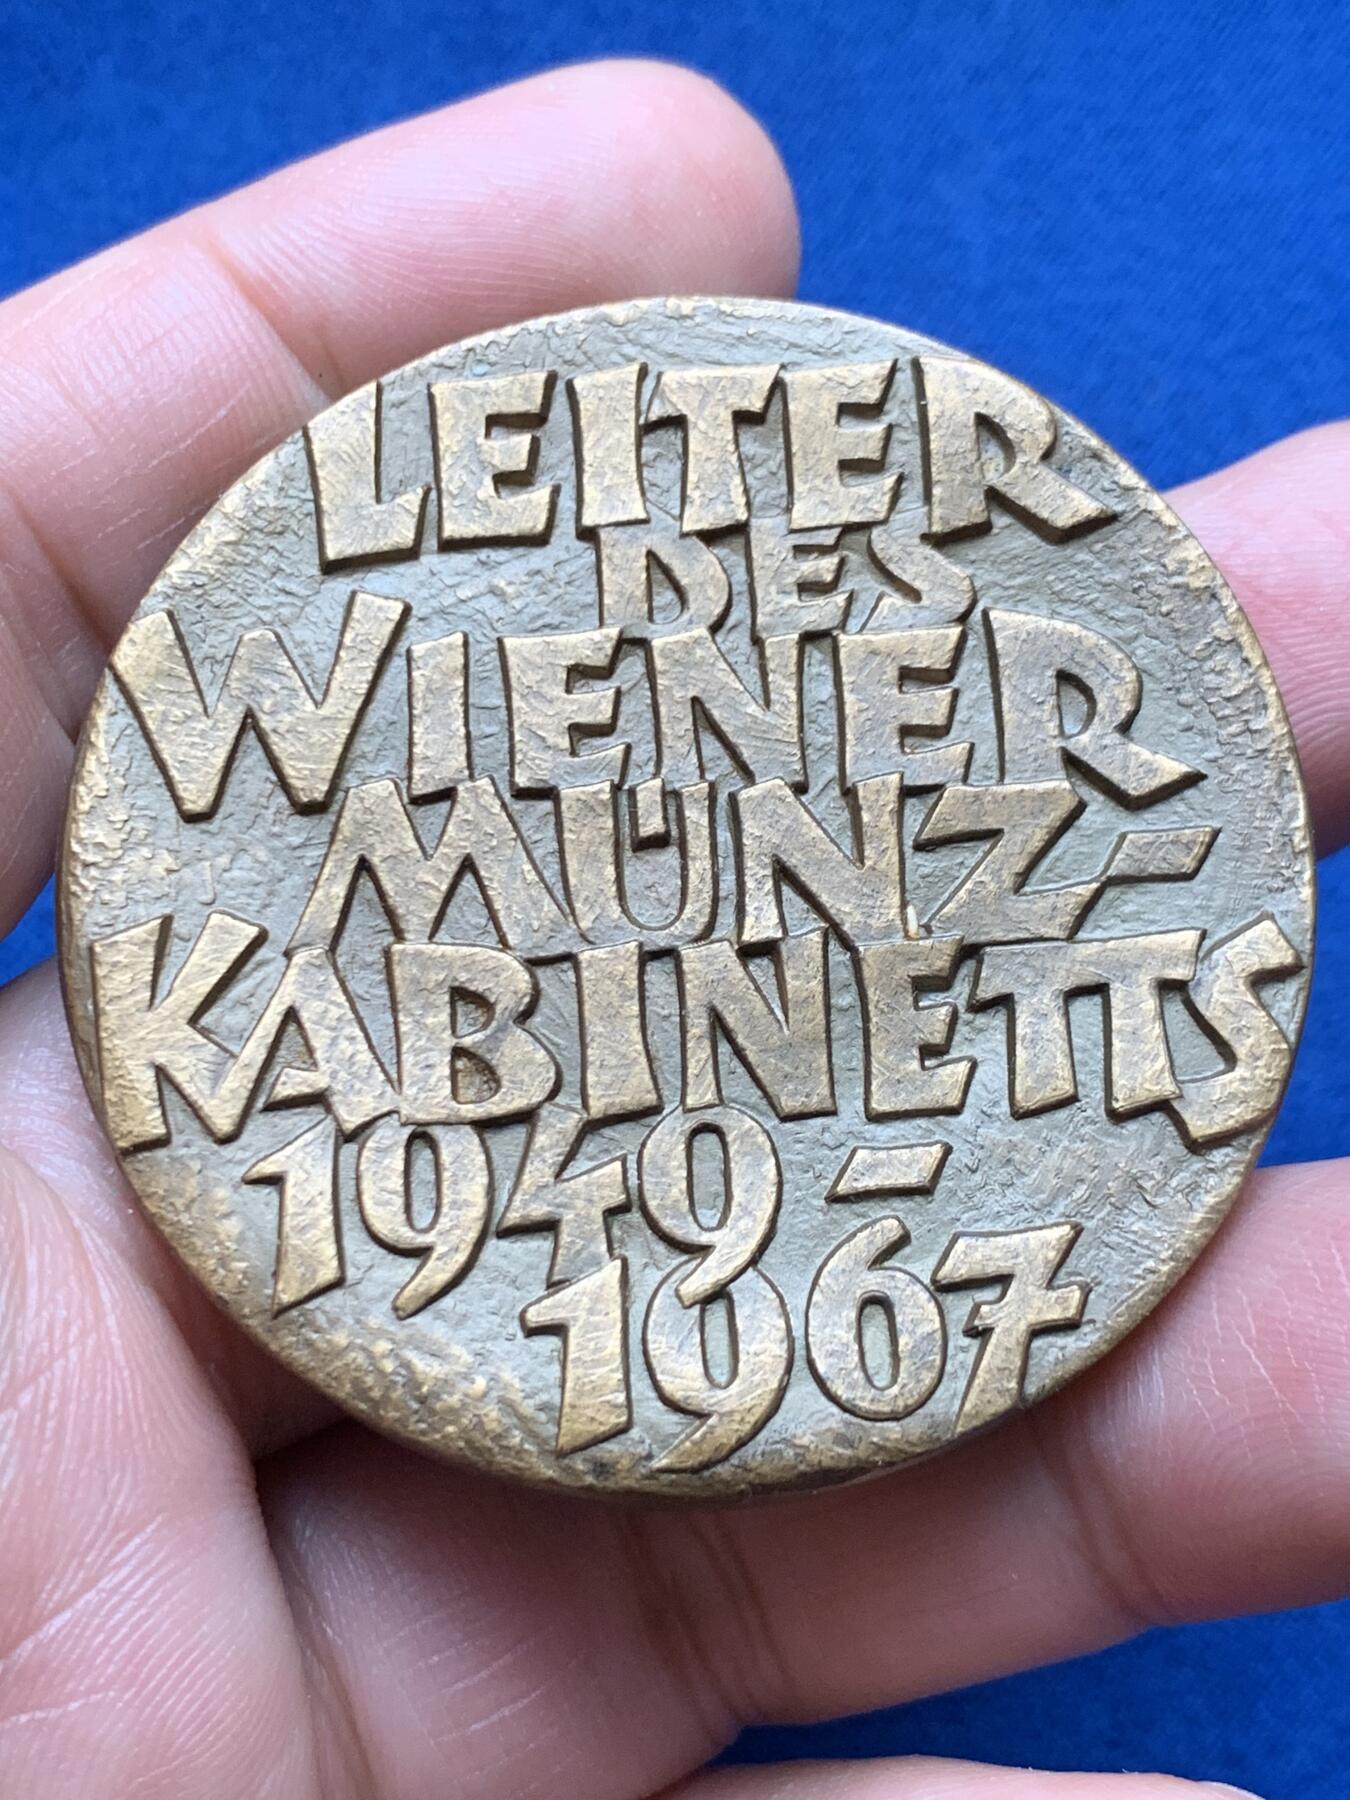 LEITER
DES
WIENER
MÜNZ-
KABINETTS
1949-
1967